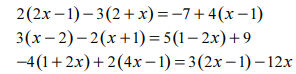 2(2x−1)−3(2+x)=−7+4(x−1)
3(x−2)−2(x+1)=5(1−2x)+9
−4(1+2x)+2(4x−1)=3(2x−1)−12x